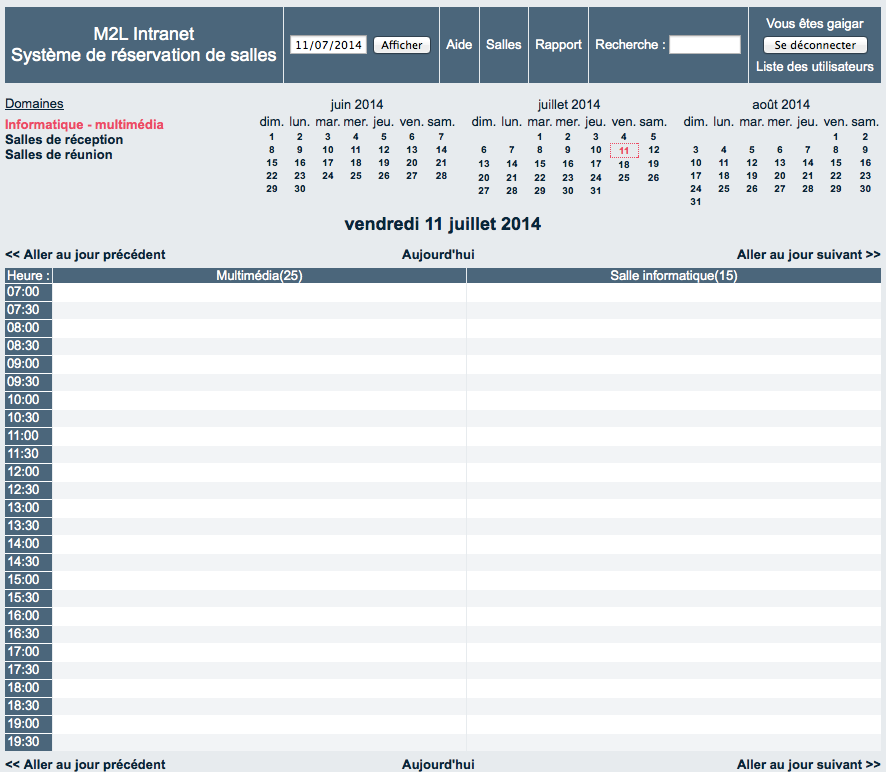 M2L Intranet
Système de réservation de salles
11/07/2014 Afficher
Aide
Salles
Rapport
Recherche :
Vous êtes gaigar
Se déconnecter
Liste des utilisateurs
Domaines
Informatique - multimédia
Salles de réception
Salles de réunion
juin 2014
dim. lun. mar. mer. jeu. ven. sam.
1 2 3 4 5 6 7
8 9 10 11 12 13 14
15 16 17 18 19 20 21
22 23 24 25 26 27 28
29 30
juillet 2014
dim. lun. mar. mer. jeu. ven. sam.
1 2 3 4 5
6 7 8 9 10 11 12
13 14 15 16 17 18 19
20 21 22 23 24 25 26
27 28 29 30 31
août 2014
dim. lun. mar. mer. jeu. ven. sam.
1 2
3 4 5 6 7 8 9
10 11 12 13 14 15 16
17 18 19 20 21 22 23
24 25 26 27 28 29 30
31
vendredi 11 juillet 2014
<< Aller au jour précédent Aujourd'hui Aller au jour suivant >>
Heure : Multimédia(25) Salle informatique(15)
07:00
07:30
08:00
08:30
09:00
09:30
10:00
10:30
11:00
11:30
12:00
12:30
13:00
13:30
14:00
14:30
15:00
15:30
16:00
16:30
17:00
17:30
18:00
18:30
19:00
19:30
<< Aller au jour précédent Aujourd'hui Aller au jour suivant >>